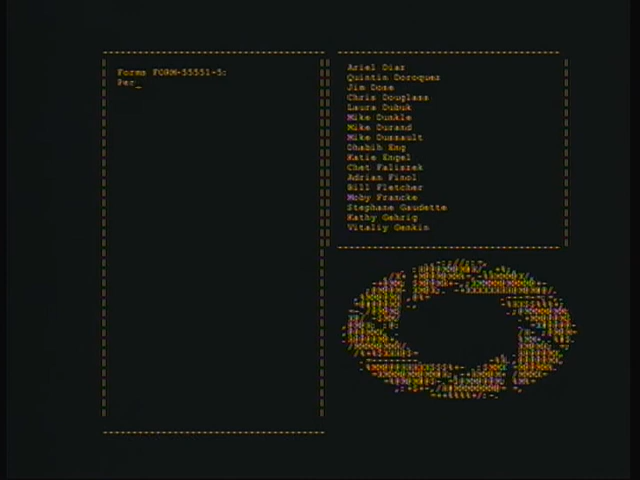 Forms FORM-55551-5:
Per_
Ariel Diaz
Quintin Doroquez
Jim Dose
Chris Douglass
Laura Dubuk
Mike Dunkle
Mike Durand
Mike Dussault
Dhabih Eng
Katie Engel
Chet Faliszek
Adrian Finol
Bill Fletcher
Moby Francke
Stephane Gaudette
Kathy Gehrig
Vitaliy Genkin